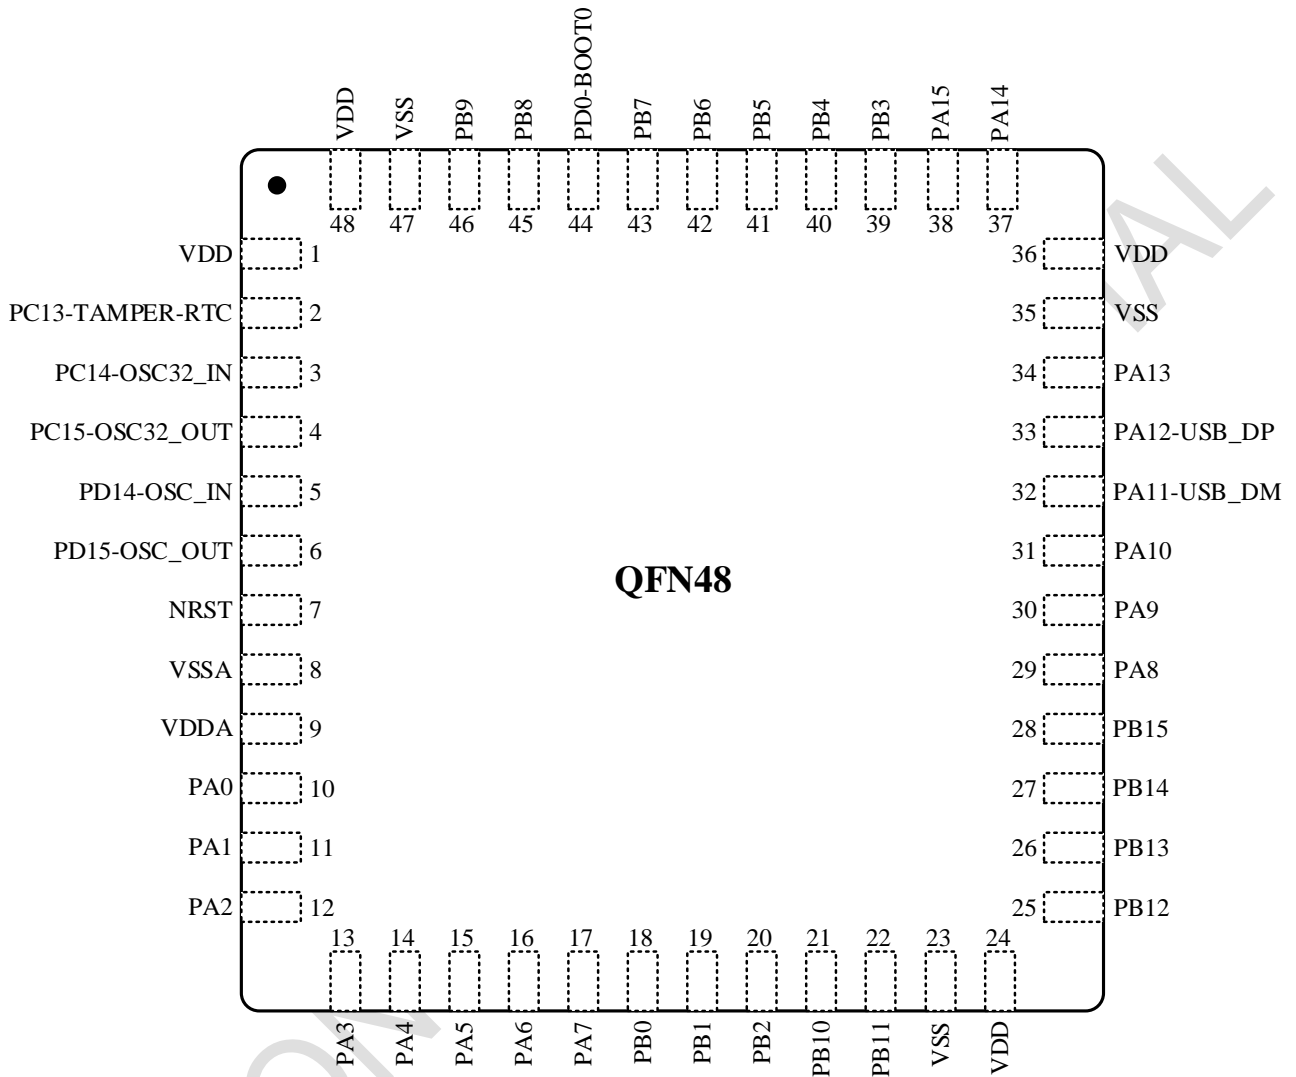 VDD VSS PB9 PB8 PD0-BOOT0 PB7 PB6 PB5 PB4 PB3 PA15 PA14
48 47 46 45 44 43 42 41 40 39 38 37
VDD 1 36 VDD
PC13-TAMPER-RTC 2 35 VSS
PC14-OSC32_IN 3 34 PA13
PC15-OSC32_OUT 4 33 PA12-USB_DP
PD14-OSC_IN 5 32 PA11-USB_DM
PD15-OSC_OUT 6 31 PA10
QFN48
NRST 7 30 PA9
VSSA 8 29 PA8
VDDA 9 28 PB15
PA0 10 27 PB14
PA1 11 26 PB13
PA2 12 25 PB12
13 14 15 16 17 18 19 20 21 22 23 24
PA3 PA4 PA5 PA6 PA7 PB0 PB1 PB2 PB10 PB11 VSS VDD